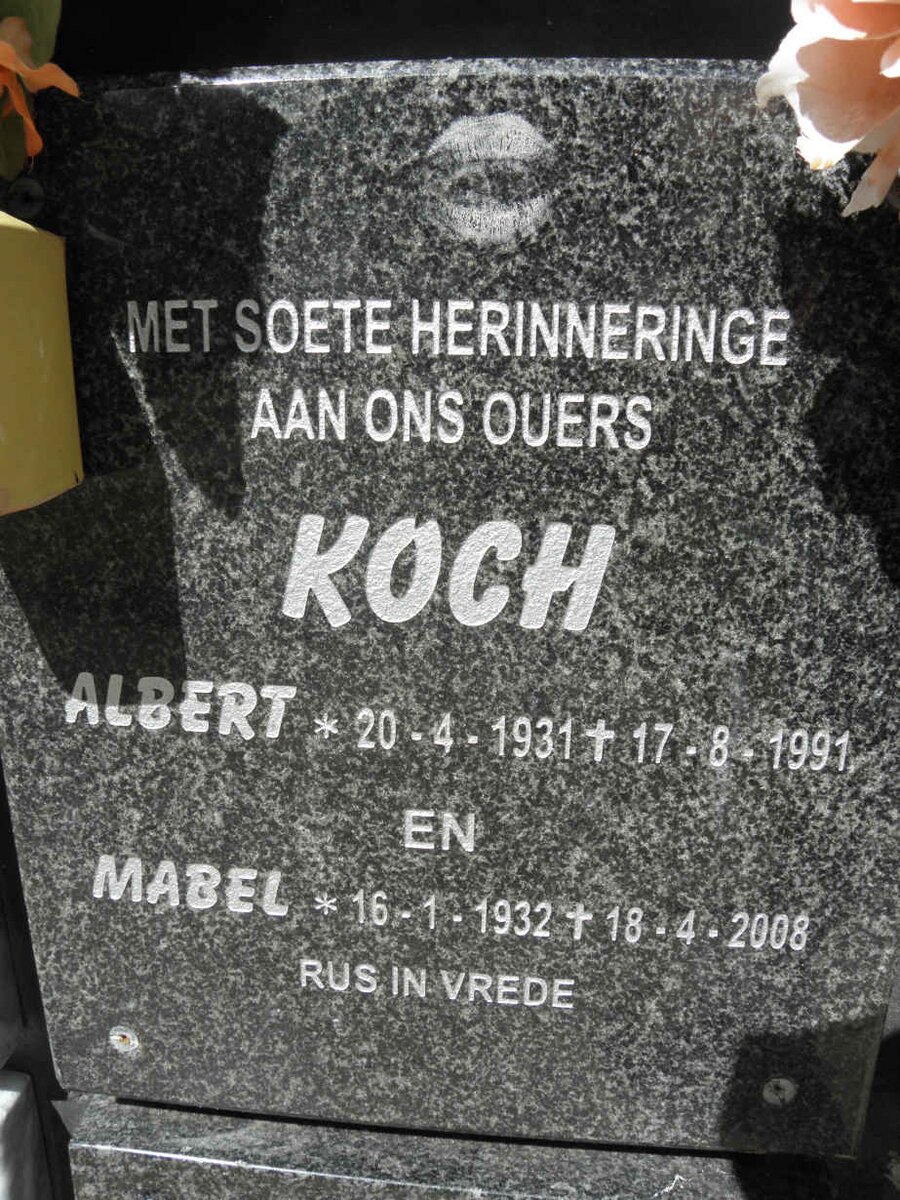 MET SOETE HERINNERINGE
AAN ONS OUERS
KOCH
ALBERT * 20 - 4 - 1931 ✝ 17 - 8 - 1991
EN
MABEL * 16 - 1 - 1932 ✝ 18 - 4 - 2008
RUS IN VREDE